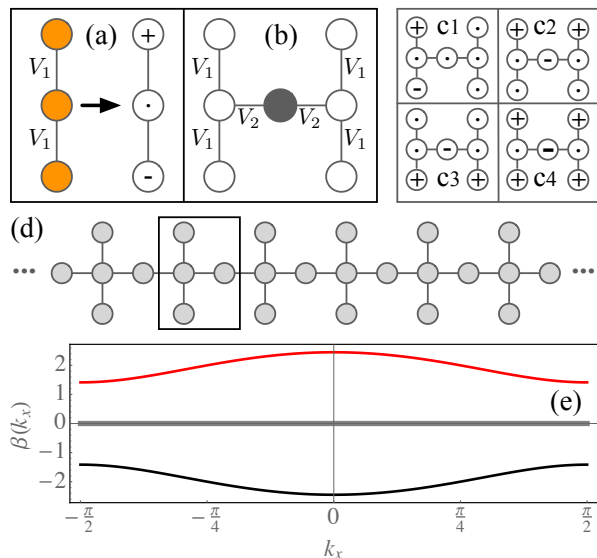 (a)
V₁
V₁
+
·
-
(b)
V₁
V₁
V₂
V₂
V₁
V₁
+ c1 ·
· · ·
- ·
+ c2 +
· - ·
· ·
· ·
· - ·
+ c3 +
+ +
· - ·
+ c4 +
(d)
... ...
β(kₓ)
2
1
0
−1
−2
(e)
−π/2
−π/4
0
π/4
π/2
kₓ